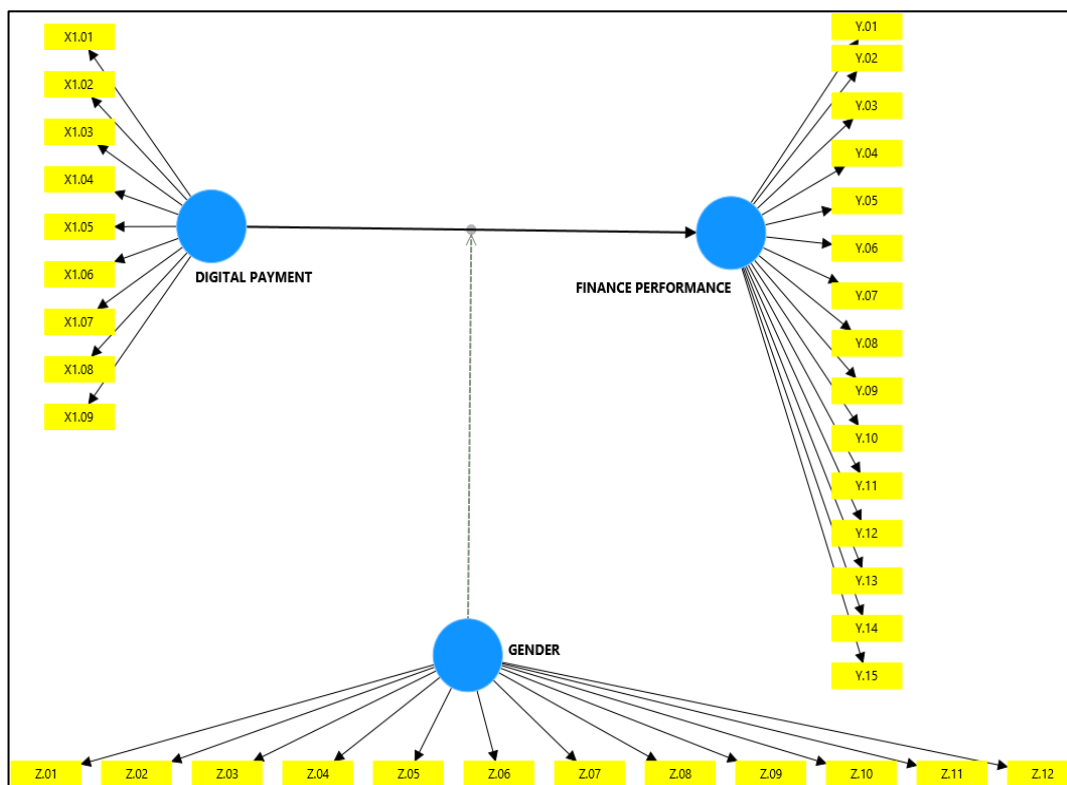 X1.01
X1.02
X1.03
X1.04
X1.05
X1.06
X1.07
X1.08
X1.09
DIGITAL PAYMENT
FINANCE PERFORMANCE
Y.01
Y.02
Y.03
Y.04
Y.05
Y.06
Y.07
Y.08
Y.09
Y.10
Y.11
Y.12
Y.13
Y.14
Y.15
GENDER
Z.01 Z.02 Z.03 Z.04 Z.05 Z.06 Z.07 Z.08 Z.09 Z.10 Z.11 Z.12